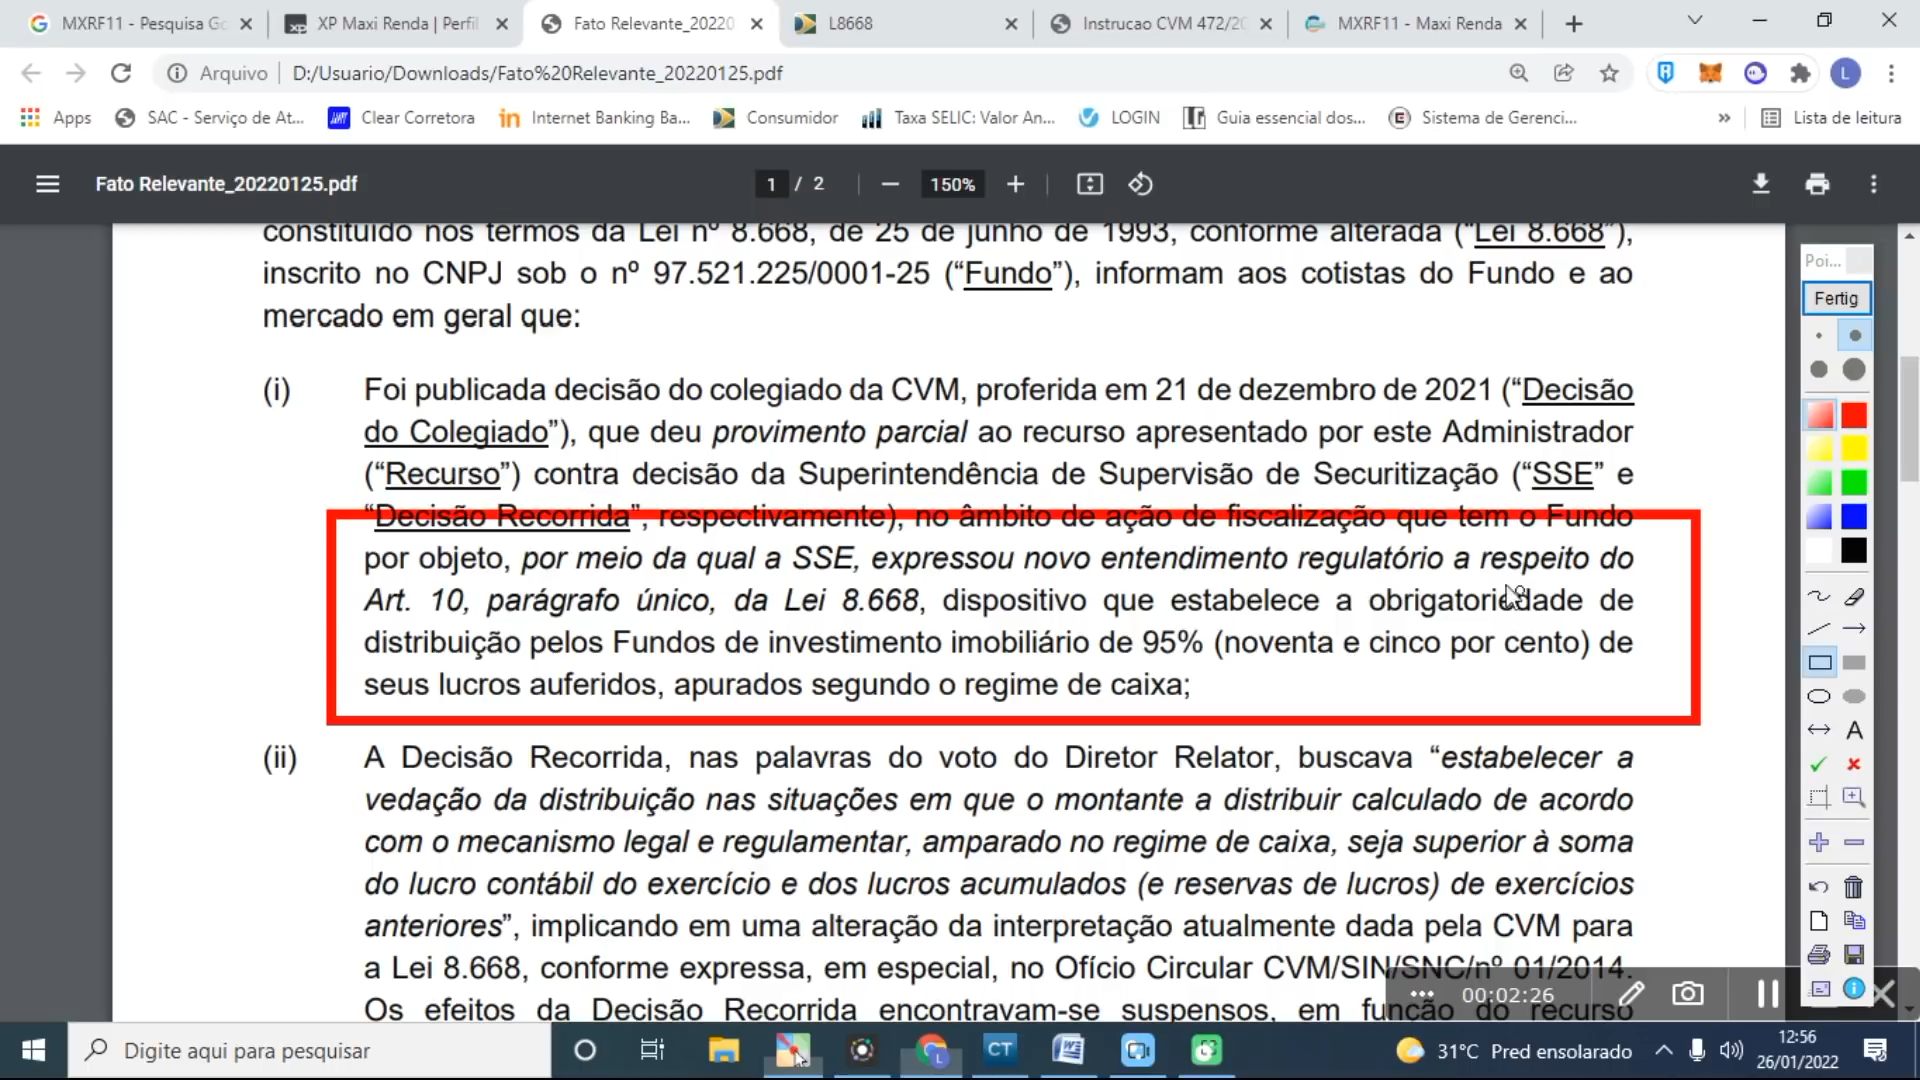 MXRF11 - Pesquisa Go
XP Maxi Renda | Perfil
Fato Relevante_20220
L8668
Instrucao CVM 472/20
MXRF11 - Maxi Renda
Arquivo
D:/Usuario/Downloads/Fato%20Relevante_20220125.pdf
L
Apps
SAC - Serviço de At...
Clear Corretora
Internet Banking Ba...
Consumidor
Taxa SELIC: Valor An...
LOGIN
Guia essencial dos...
Sistema de Gerenci...
»
Lista de leitura
Fato Relevante_20220125.pdf
1 / 2
150%
constituído nos termos da Lei nº 8.668, de 25 de junho de 1993, conforme alterada (“Lei 8.668”),
inscrito no CNPJ sob o nº 97.521.225/0001-25 (“Fundo”), informam aos cotistas do Fundo e ao
mercado em geral que:
(i) Foi publicada decisão do colegiado da CVM, proferida em 21 de dezembro de 2021 (“Decisão
do Colegiado”), que deu provimento parcial ao recurso apresentado por este Administrador
(“Recurso”) contra decisão da Superintendência de Supervisão de Securitização (“SSE” e
“Decisão Recorrida”, respectivamente), no âmbito de ação de fiscalização que tem o Fundo
por objeto, por meio da qual a SSE, expressou novo entendimento regulatório a respeito do
Art. 10, parágrafo único, da Lei 8.668, dispositivo que estabelece a obrigatoriedade de
distribuição pelos Fundos de investimento imobiliário de 95% (noventa e cinco por cento) de
seus lucros auferidos, apurados segundo o regime de caixa;
(ii) A Decisão Recorrida, nas palavras do voto do Diretor Relator, buscava “estabelecer a
vedação da distribuição nas situações em que o montante a distribuir calculado de acordo
com o mecanismo legal e regulamentar, amparado no regime de caixa, seja superior à soma
do lucro contábil do exercício e dos lucros acumulados (e reservas de lucros) de exercícios
anteriores”, implicando em uma alteração da interpretação atualmente dada pela CVM para
a Lei 8.668, conforme expressa, em especial, no Ofício Circular CVM/SIN/SNC/nº 01/2014.
Os efeitos da Decisão Recorrida encontravam-se suspensos, em função do recurso
Poi...
Fertig
A
00:02:26
Digite aqui para pesquisar
CT
31°C Pred ensolarado
12:56
26/01/2022